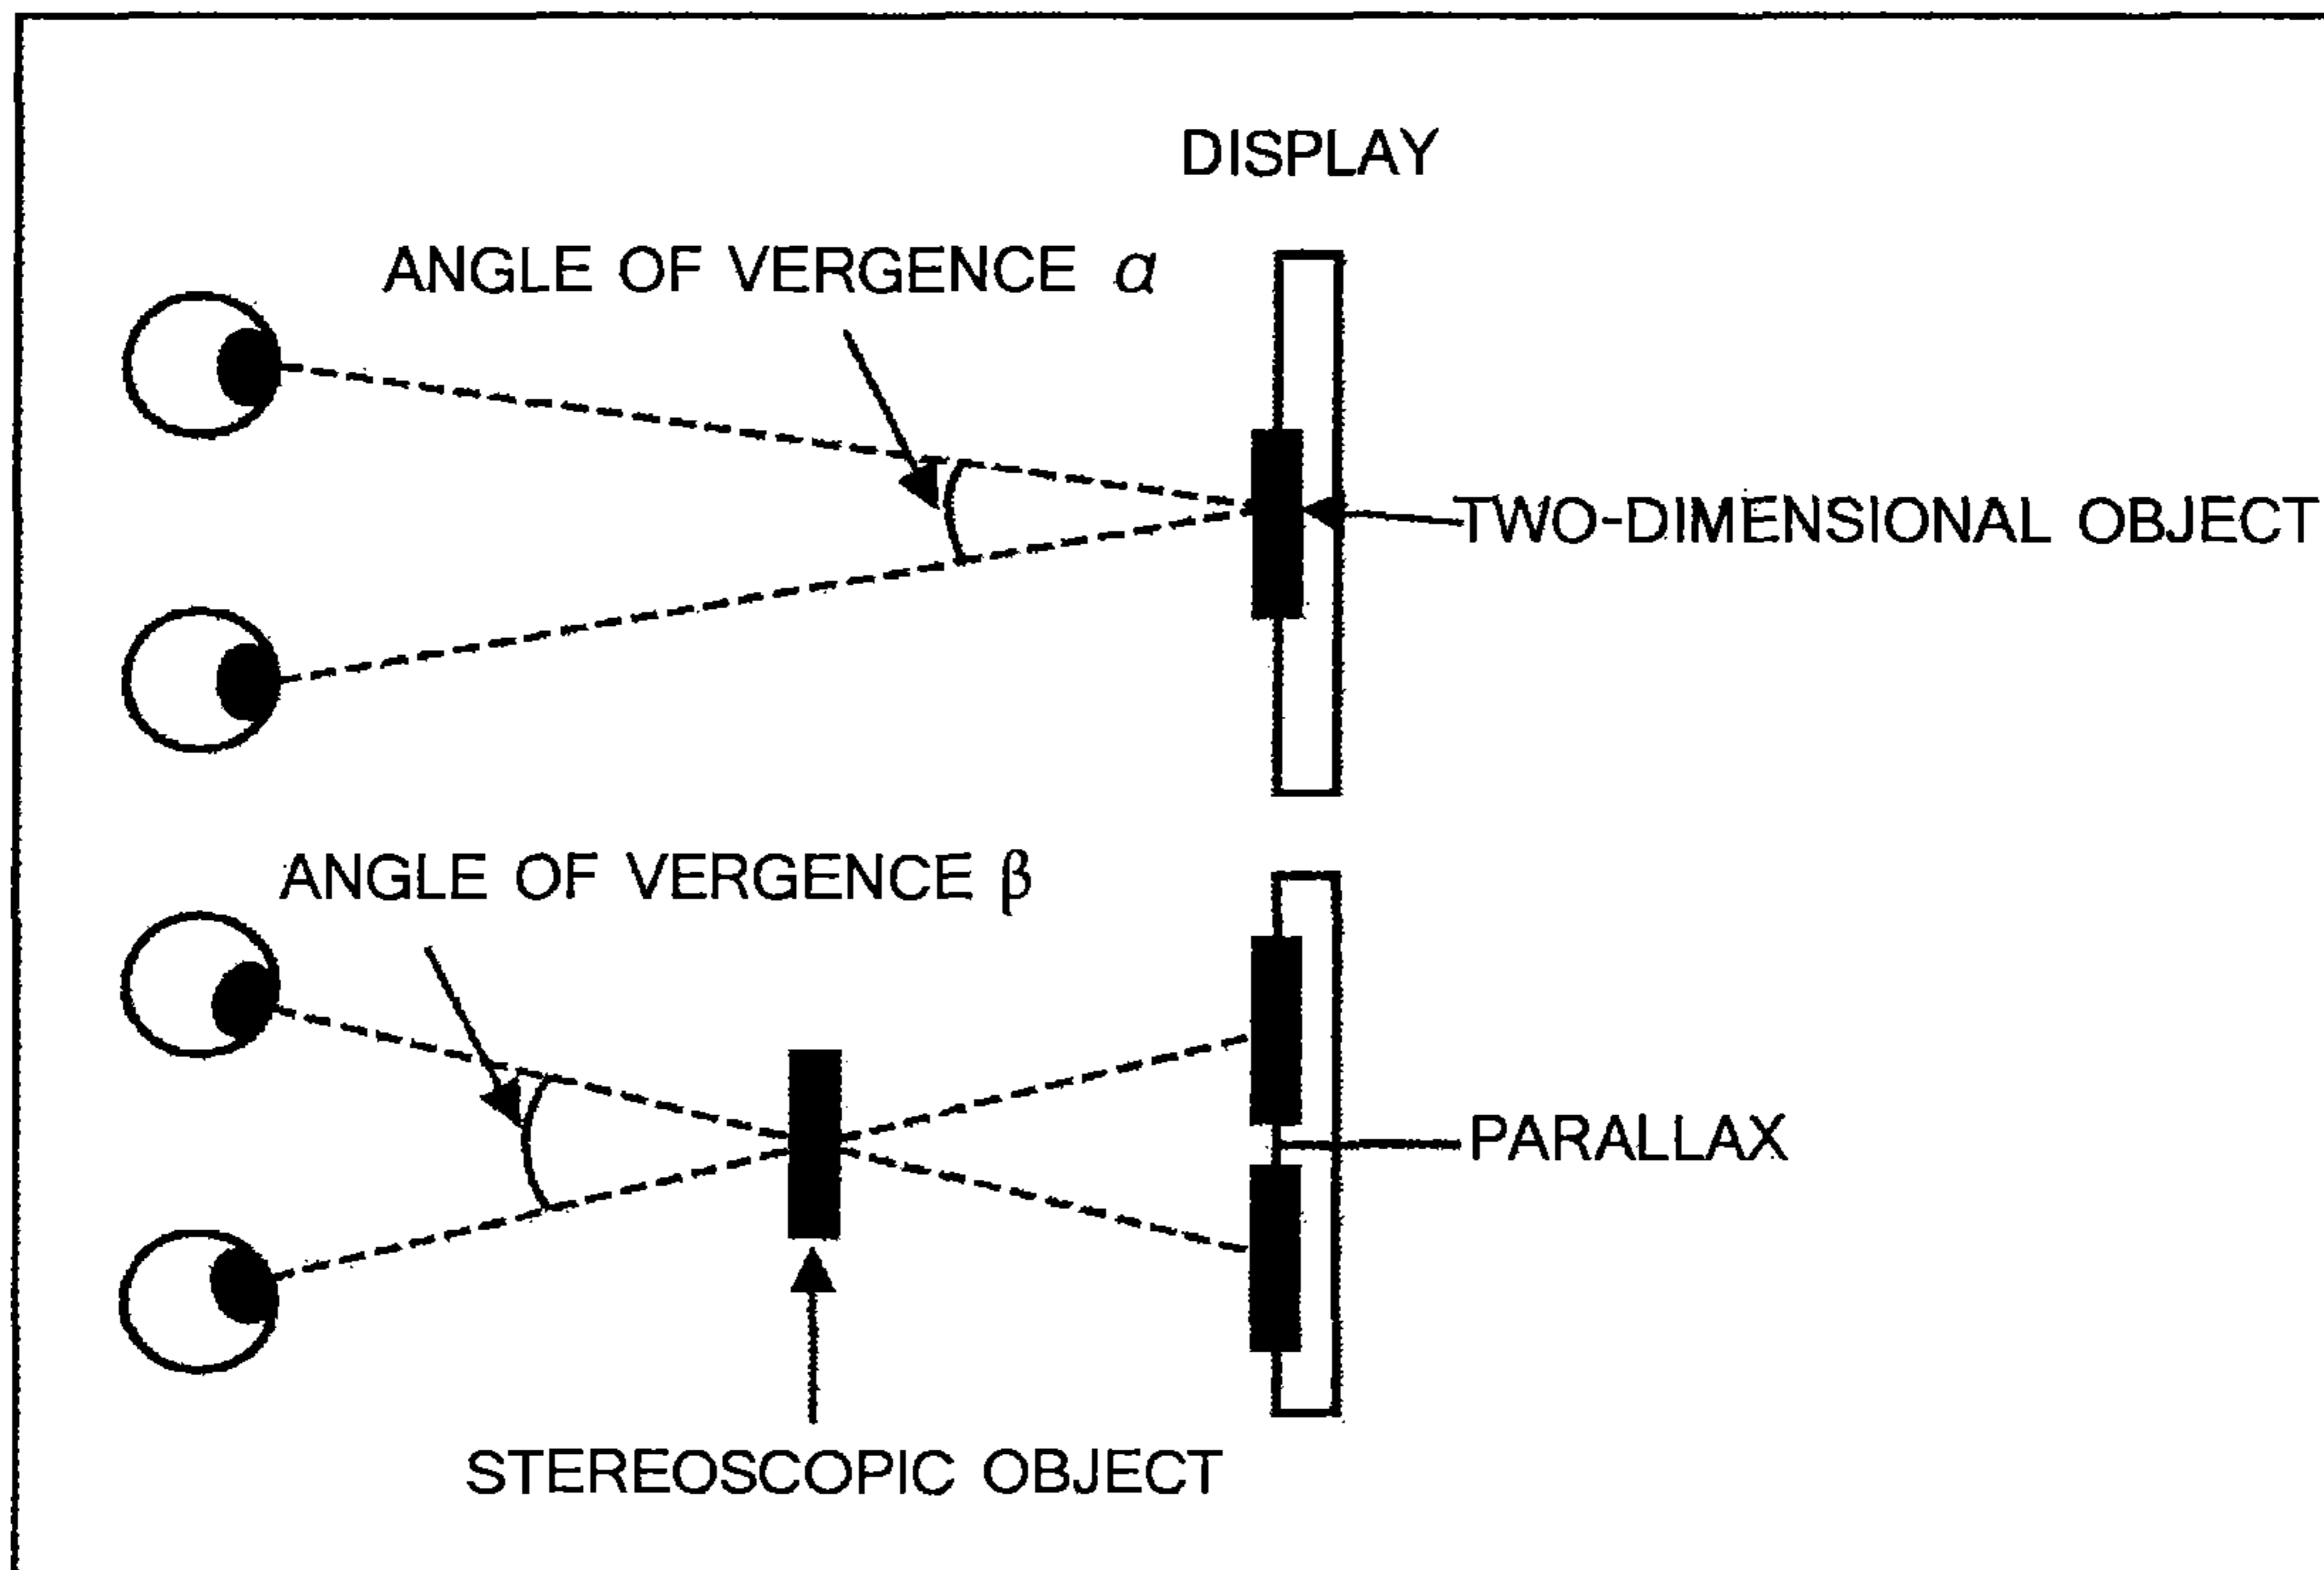 DISPLAY
ANGLE OF VERGENCE α
TWO-DIMENSIONAL OBJECT
ANGLE OF VERGENCE β
PARALLAX
STEREOSCOPIC OBJECT